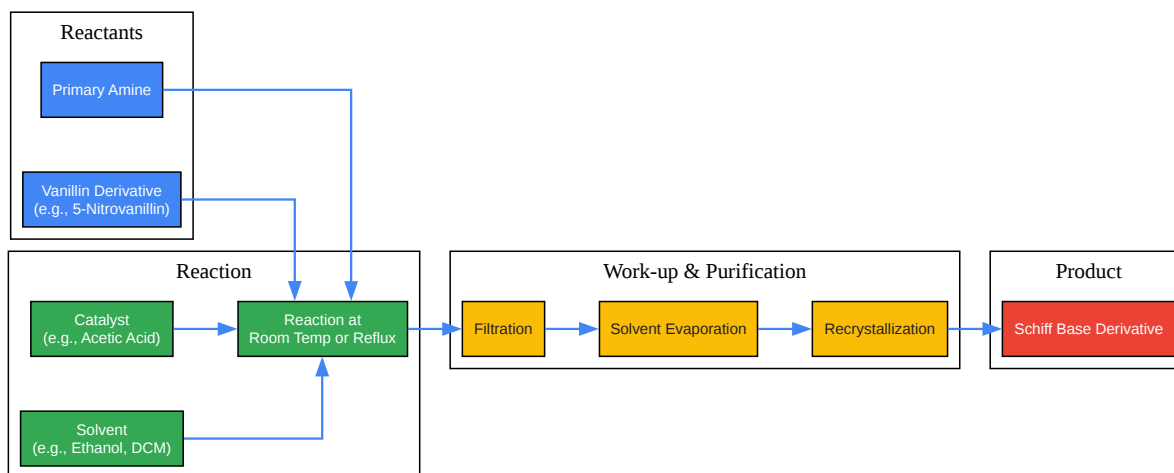 Reactants
Primary Amine
Vanillin Derivative
(e.g., 5-Nitrovanillin)
Reaction
Catalyst
(e.g., Acetic Acid)
Reaction at
Room Temp or Reflux
Solvent
(e.g., Ethanol, DCM)
Work-up & Purification
Filtration
Solvent Evaporation
Recrystallization
Product
Schiff Base Derivative